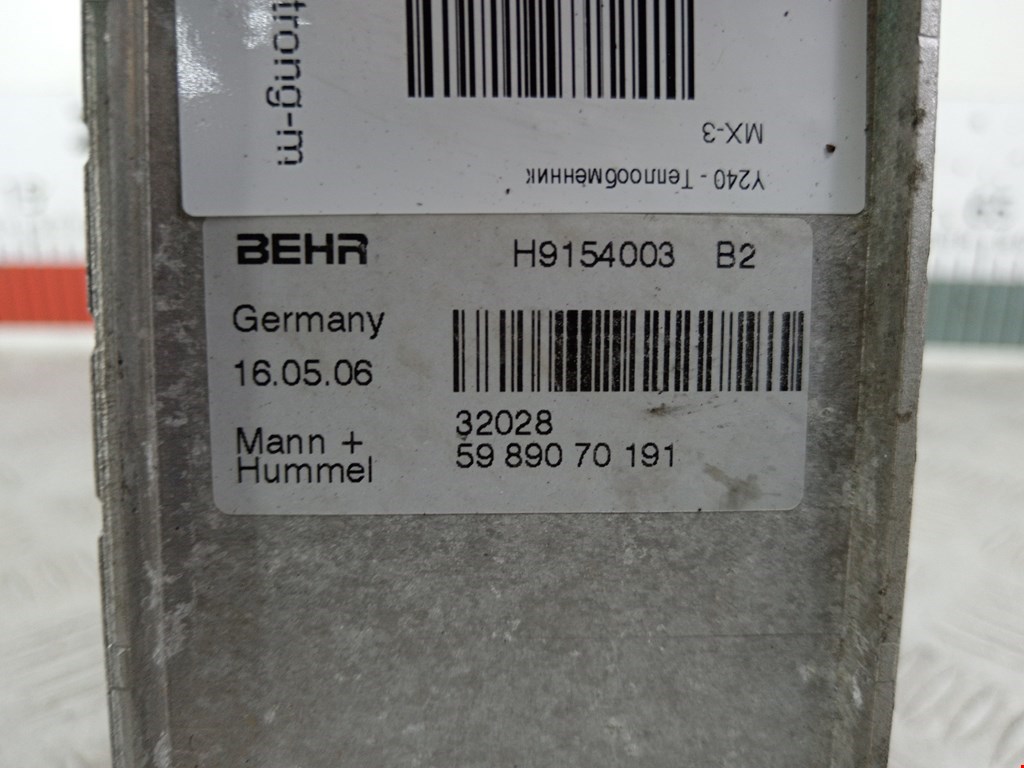 trong-m
MX-3
Y240 - Теплообменник
BEHR H9154003 B2
Germany
16.05.06
32028
Mann + 59 890 70 191
Hummel